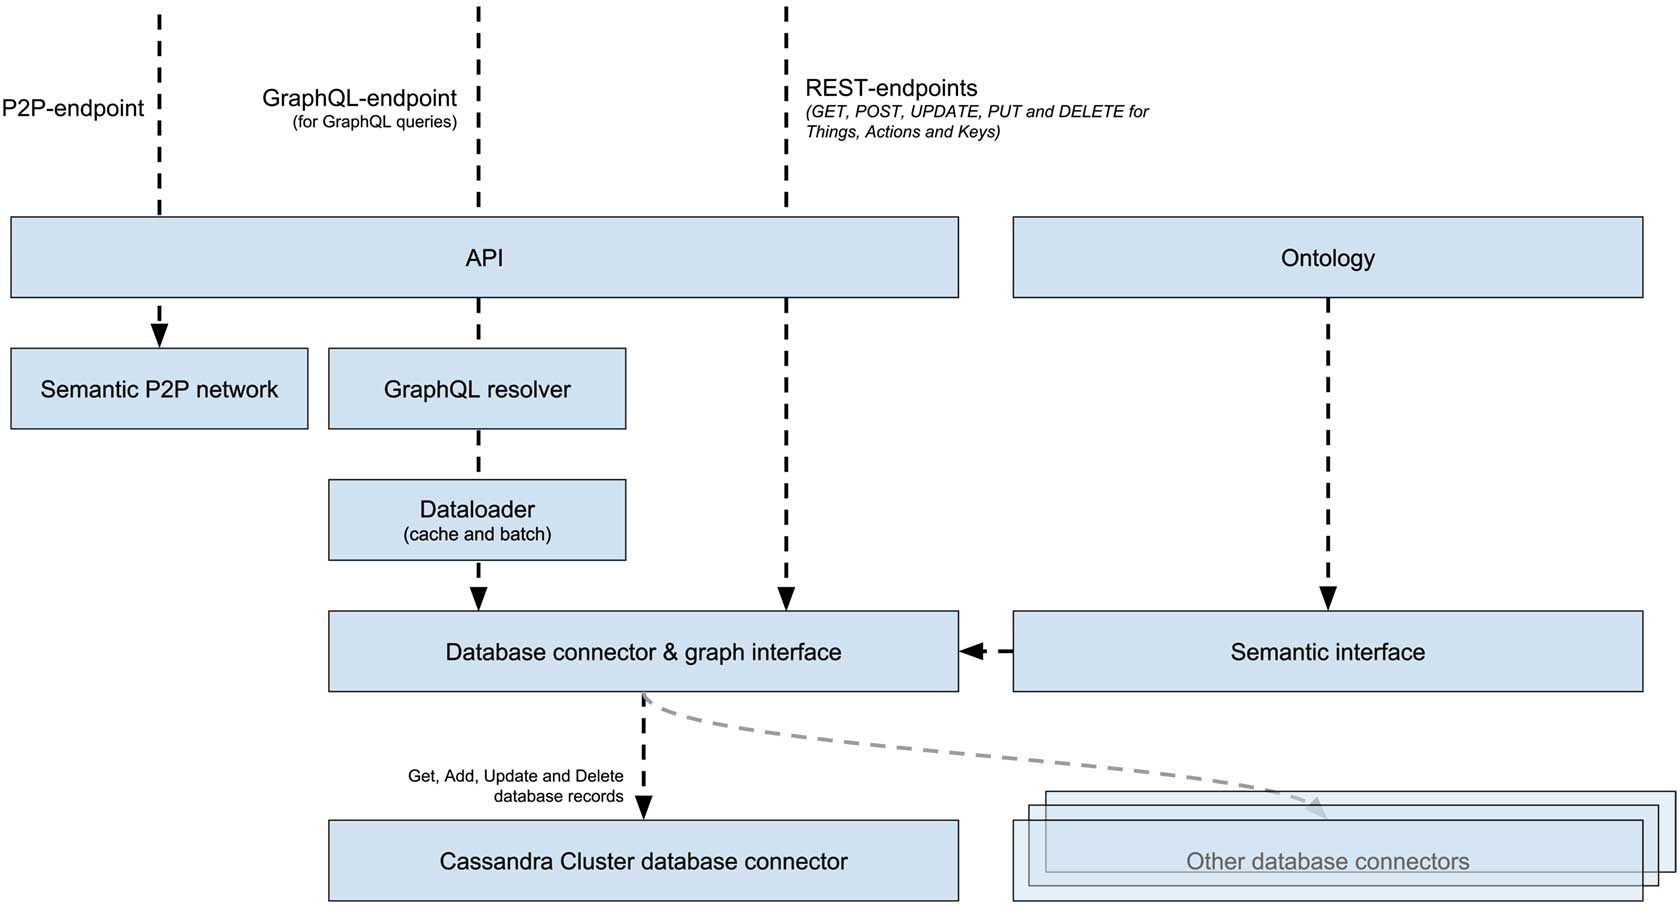 P2P-endpoint
GraphQL-endpoint
(for GraphQL queries)
REST-endpoints
(GET, POST, UPDATE, PUT and DELETE for
Things, Actions and Keys)
API
Ontology
Semantic P2P network
GraphQL resolver
Dataloader
(cache and batch)
Database connector & graph interface
Semantic interface
Get, Add, Update and Delete
database records
Cassandra Cluster database connector
Other database connectors